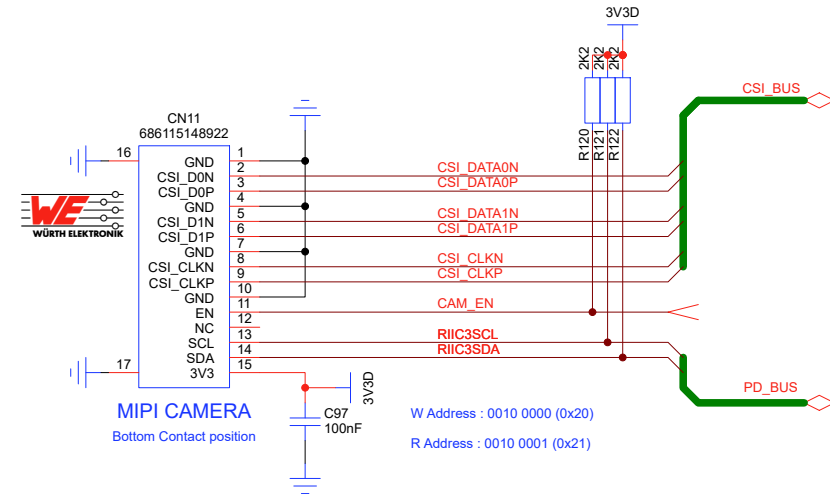 3V3D
2K2
2K2
2K2
R120
R121
R122
CSI_BUS
CN11
686115148922
16
GND 1
CSI_D0N 2
CSI_D0P 3
GND 4
CSI_D1N 5
CSI_D1P 6
GND 7
CSI_CLKN 8
CSI_CLKP 9
GND 10
EN 11
NC 12
SCL 13
SDA 14
3V3 15
17
WE
WÜRTH ELEKTRONIK
CSI_DATA0N
CSI_DATA0P
CSI_DATA1N
CSI_DATA1P
CSI_CLKN
CSI_CLKP
CAM_EN
RIIC3SCL
RIIC3SDA
PD_BUS
3V3D
C97
100nF
MIPI CAMERA
Bottom Contact position
W Address : 0010 0000 (0x20)
R Address : 0010 0001 (0x21)